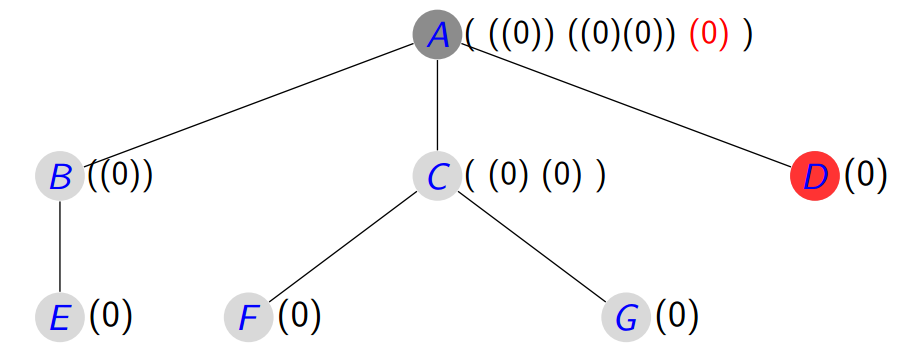 A ( ((0)) ((0)(0)) (0) )
B ((0)) C ( (0) (0) ) D (0)
E (0) F (0) G (0)